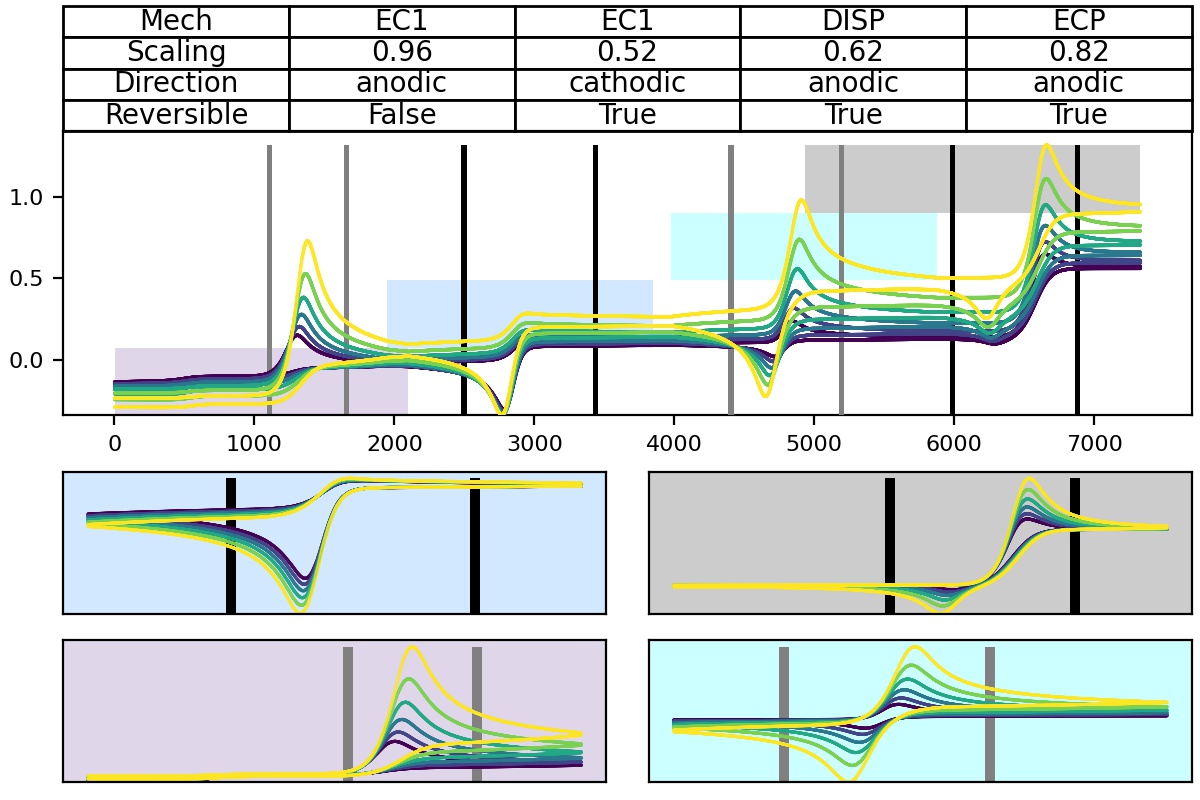 Mech EC1 EC1 DISP ECP
Scaling 0.96 0.52 0.62 0.82
Direction anodic cathodic anodic anodic
Reversible False True True True
1.0
0.5
0.0
0 1000 2000 3000 4000 5000 6000 7000